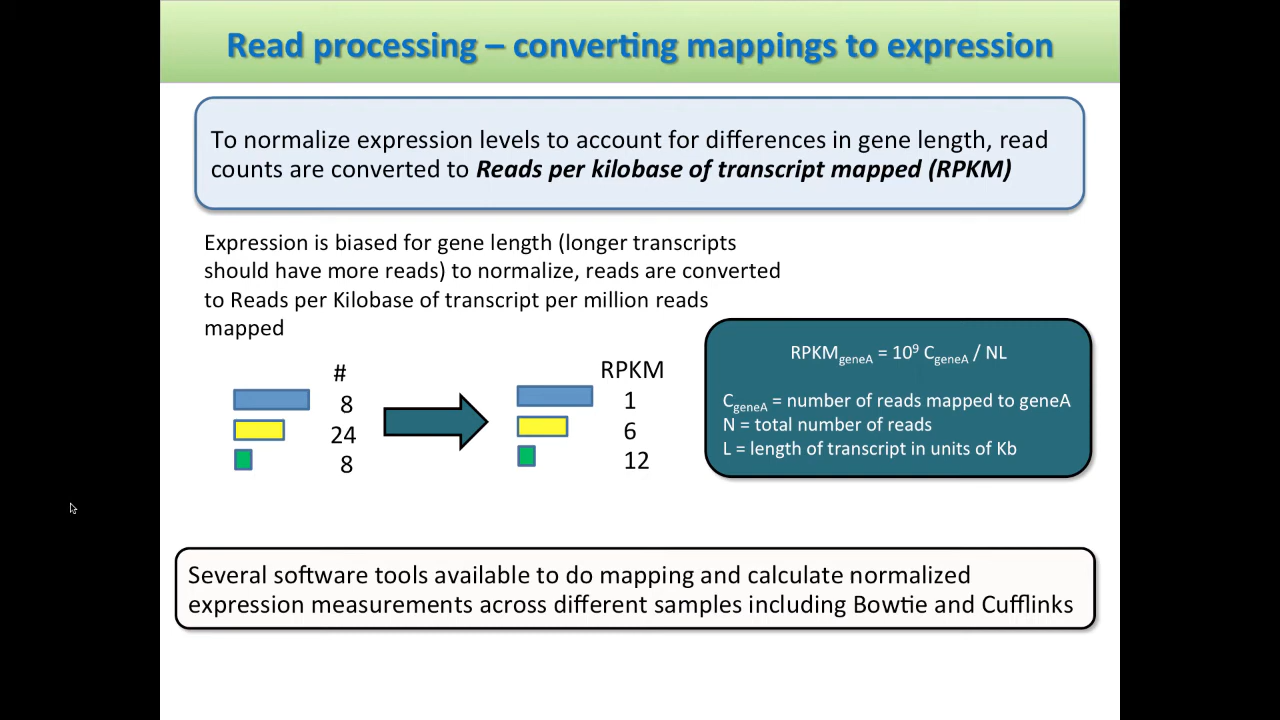 Read processing – converting mappings to expression
To normalize expression levels to account for differences in gene length, read
counts are converted to Reads per kilobase of transcript mapped (RPKM)
Expression is biased for gene length (longer transcripts
should have more reads) to normalize, reads are converted
to Reads per Kilobase of transcript per million reads
mapped
#
8
24
8
RPKM
1
6
12
RPKMgeneA = 10⁹ CgeneA / NL
CgeneA = number of reads mapped to geneA
N = total number of reads
L = length of transcript in units of Kb
Several software tools available to do mapping and calculate normalized
expression measurements across different samples including Bowtie and Cufflinks